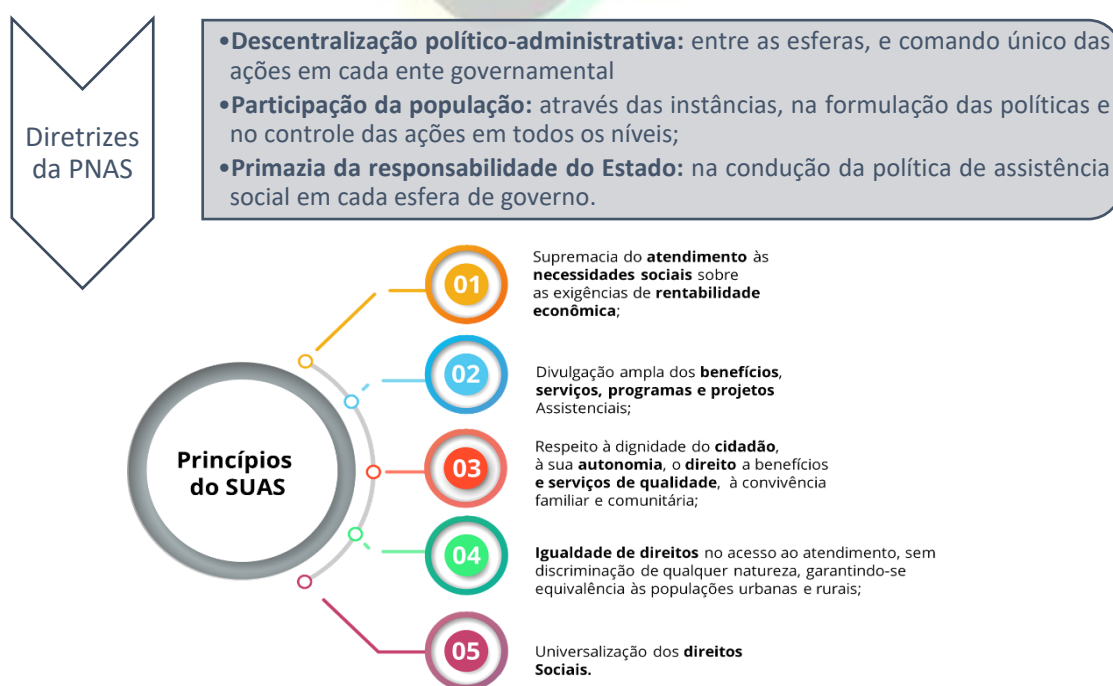 Diretrizes
da PNAS
•Descentralização político-administrativa: entre as esferas, e comando único das
ações em cada ente governamental
•Participação da população: através das instâncias, na formulação das políticas e
no controle das ações em todos os níveis;
•Primazia da responsabilidade do Estado: na condução da política de assistência
social em cada esfera de governo.
Princípios
do SUAS
01
Supremacia do atendimento às
necessidades sociais sobre
as exigências de rentabilidade
econômica;
02
Divulgação ampla dos benefícios,
serviços, programas e projetos
Assistenciais;
03
Respeito à dignidade do cidadão,
à sua autonomia, o direito a benefícios
e serviços de qualidade, à convivência
familiar e comunitária;
04
Igualdade de direitos no acesso ao atendimento, sem
discriminação de qualquer natureza, garantindo-se
equivalência às populações urbanas e rurais;
05
Universalização dos direitos
Sociais.